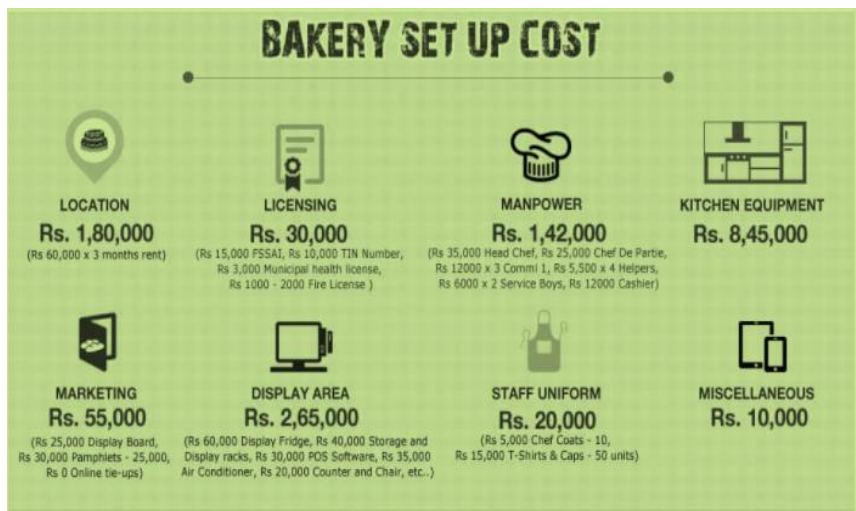 BAKERY SET UP COST
LOCATION
Rs. 1,80,000
(Rs 60,000 x 3 months rent)
LICENSING
Rs. 30,000
(Rs 15,000 FSSAI, Rs 10,000 TIN Number,
Rs 3,000 Municipal health license,
Rs 1000 - 2000 Fire License )
MANPOWER
Rs. 1,42,000
(Rs 35,000 Head Chef, Rs 25,000 Chef De Partie,
Rs 12000 x 3 Commi 1, Rs 5,500 x 4 Helpers,
Rs 6000 x 2 Service Boys, Rs 12000 Cashier)
KITCHEN EQUIPMENT
Rs. 8,45,000
MARKETING
Rs. 55,000
(Rs 25,000 Display Board,
Rs 30,000 Pamphlets - 25,000,
Rs 0 Online tie-ups)
DISPLAY AREA
Rs. 2,65,000
(Rs 60,000 Display Fridge, Rs 40,000 Storage and
Display racks, Rs 30,000 POS Software, Rs 35,000
Air Conditioner, Rs 20,000 Counter and Chair, etc..)
STAFF UNIFORM
Rs. 20,000
(Rs 5,000 Chef Coats - 10,
Rs 15,000 T-Shirts & Caps - 50 units)
MISCELLANEOUS
Rs. 10,000